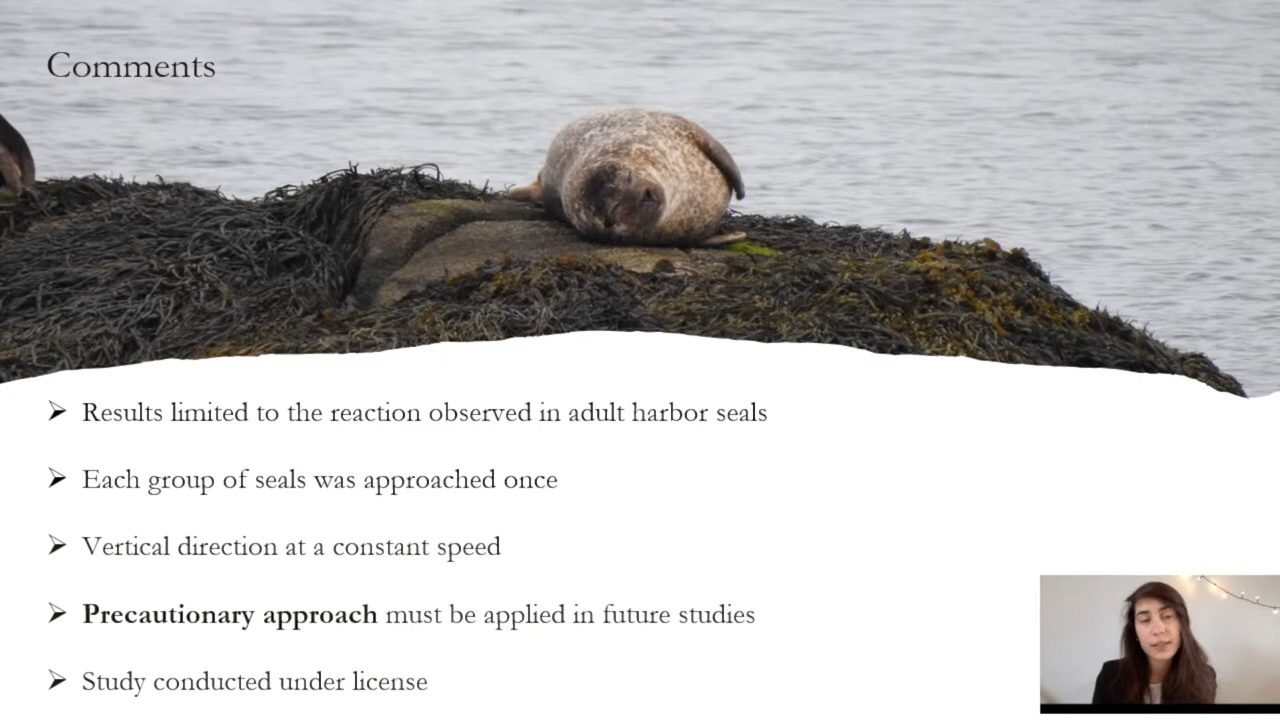 Comments
Results limited to the reaction observed in adult harbor seals
Each group of seals was approached once
Vertical direction at a constant speed
Precautionary approach must be applied in future studies
Study conducted under license